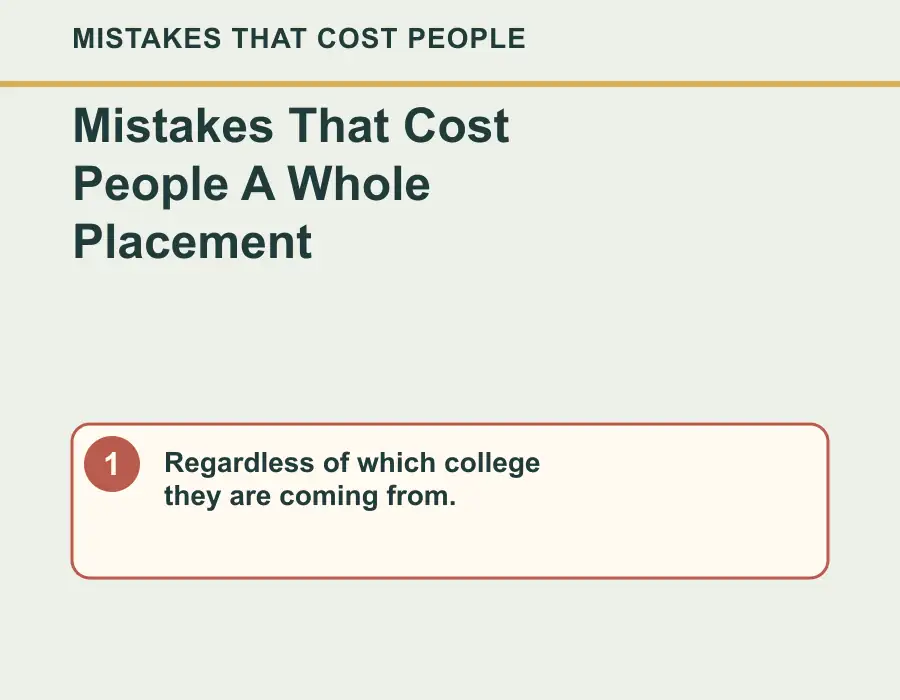 MISTAKES THAT COST PEOPLE
Mistakes That Cost
People A Whole
Placement
1
Regardless of which college
they are coming from.